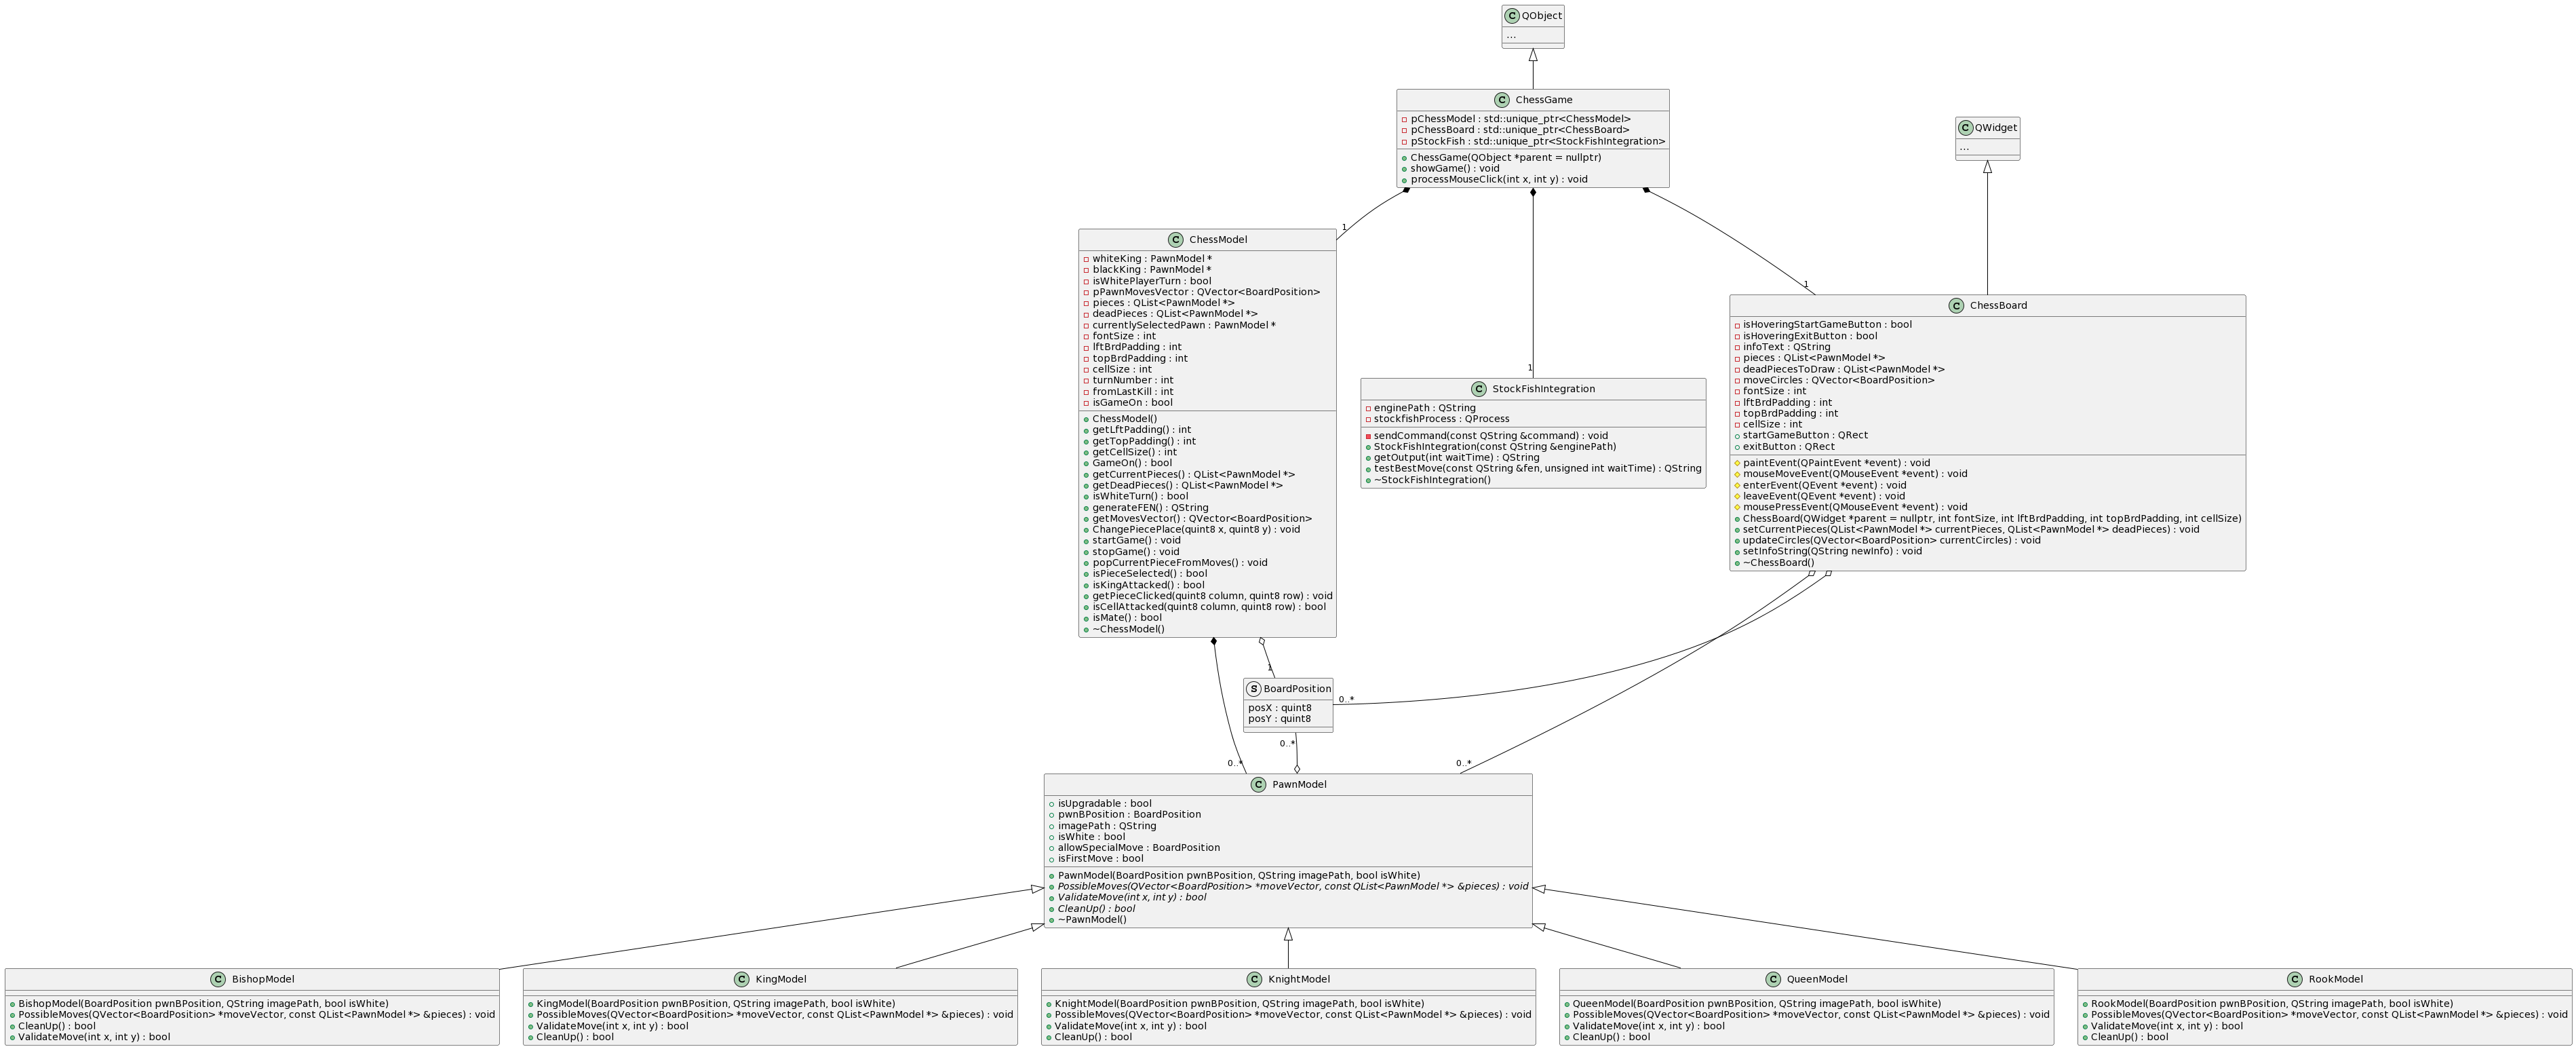 C QObject
...
C ChessGame
pChessModel : std::unique_ptr<ChessModel>
pChessBoard : std::unique_ptr<ChessBoard>
pStockFish : std::unique_ptr<StockFishIntegration>
ChessGame(QObject *parent = nullptr)
showGame() : void
processMouseClick(int x, int y) : void
C QWidget
...
1
1
1
C ChessModel
whiteKing : PawnModel *
blackKing : PawnModel *
isWhitePlayerTurn : bool
pPawnMovesVector : QVector<BoardPosition>
pieces : QList<PawnModel *>
deadPieces : QList<PawnModel *>
currentlySelectedPawn : PawnModel *
fontSize : int
lftBrdPadding : int
topBrdPadding : int
cellSize : int
turnNumber : int
fromLastKill : int
isGameOn : bool
ChessModel()
getLftPadding() : int
getTopPadding() : int
getCellSize() : int
GameOn() : bool
getCurrentPieces() : QList<PawnModel *>
getDeadPieces() : QList<PawnModel *>
isWhiteTurn() : bool
generateFEN() : QString
getMovesVector() : QVector<BoardPosition>
ChangePiecePlace(quint8 x, quint8 y) : void
startGame() : void
stopGame() : void
popCurrentPieceFromMoves() : void
isPieceSelected() : bool
isKingAttacked() : bool
getPieceClicked(quint8 column, quint8 row) : void
isCellAttacked(quint8 column, quint8 row) : bool
isMate() : bool
~ChessModel()
C StockFishIntegration
enginePath : QString
stockfishProcess : QProcess
sendCommand(const QString &command) : void
StockFishIntegration(const QString &enginePath)
getOutput(int waitTime) : QString
testBestMove(const QString &fen, unsigned int waitTime) : QString
~StockFishIntegration()
C ChessBoard
isHoveringStartGameButton : bool
isHoveringExitButton : bool
infoText : QString
pieces : QList<PawnModel *>
deadPiecesToDraw : QList<PawnModel *>
moveCircles : QVector<BoardPosition>
fontSize : int
lftBrdPadding : int
topBrdPadding : int
cellSize : int
startGameButton : QRect
exitButton : QRect
paintEvent(QPaintEvent *event) : void
mouseMoveEvent(QMouseEvent *event) : void
enterEvent(QEvent *event) : void
leaveEvent(QEvent *event) : void
mousePressEvent(QMouseEvent *event) : void
ChessBoard(QWidget *parent = nullptr, int fontSize, int lftBrdPadding, int topBrdPadding, int cellSize)
setCurrentPieces(QList<PawnModel *> currentPieces, QList<PawnModel *> deadPieces) : void
updateCircles(QVector<BoardPosition> currentCircles) : void
setInfoString(QString newInfo) : void
~ChessBoard()
1
S BoardPosition
posX : quint8
posY : quint8
0..*
0..*
0..*
0..*
C PawnModel
isUpgradable : bool
pwnBPosition : BoardPosition
imagePath : QString
isWhite : bool
allowSpecialMove : BoardPosition
isFirstMove : bool
PawnModel(BoardPosition pwnBPosition, QString imagePath, bool isWhite)
PossibleMoves(QVector<BoardPosition> *moveVector, const QList<PawnModel *> &pieces) : void
ValidateMove(int x, int y) : bool
CleanUp() : bool
~PawnModel()
C BishopModel
BishopModel(BoardPosition pwnBPosition, QString imagePath, bool isWhite)
PossibleMoves(QVector<BoardPosition> *moveVector, const QList<PawnModel *> &pieces) : void
CleanUp() : bool
ValidateMove(int x, int y) : bool
C KingModel
KingModel(BoardPosition pwnBPosition, QString imagePath, bool isWhite)
PossibleMoves(QVector<BoardPosition> *moveVector, const QList<PawnModel *> &pieces) : void
ValidateMove(int x, int y) : bool
CleanUp() : bool
C KnightModel
KnightModel(BoardPosition pwnBPosition, QString imagePath, bool isWhite)
PossibleMoves(QVector<BoardPosition> *moveVector, const QList<PawnModel *> &pieces) : void
ValidateMove(int x, int y) : bool
CleanUp() : bool
C QueenModel
QueenModel(BoardPosition pwnBPosition, QString imagePath, bool isWhite)
PossibleMoves(QVector<BoardPosition> *moveVector, const QList<PawnModel *> &pieces) : void
ValidateMove(int x, int y) : bool
CleanUp() : bool
C RookModel
RookModel(BoardPosition pwnBPosition, QString imagePath, bool isWhite)
PossibleMoves(QVector<BoardPosition> *moveVector, const QList<PawnModel *> &pieces) : void
ValidateMove(int x, int y) : bool
CleanUp() : bool